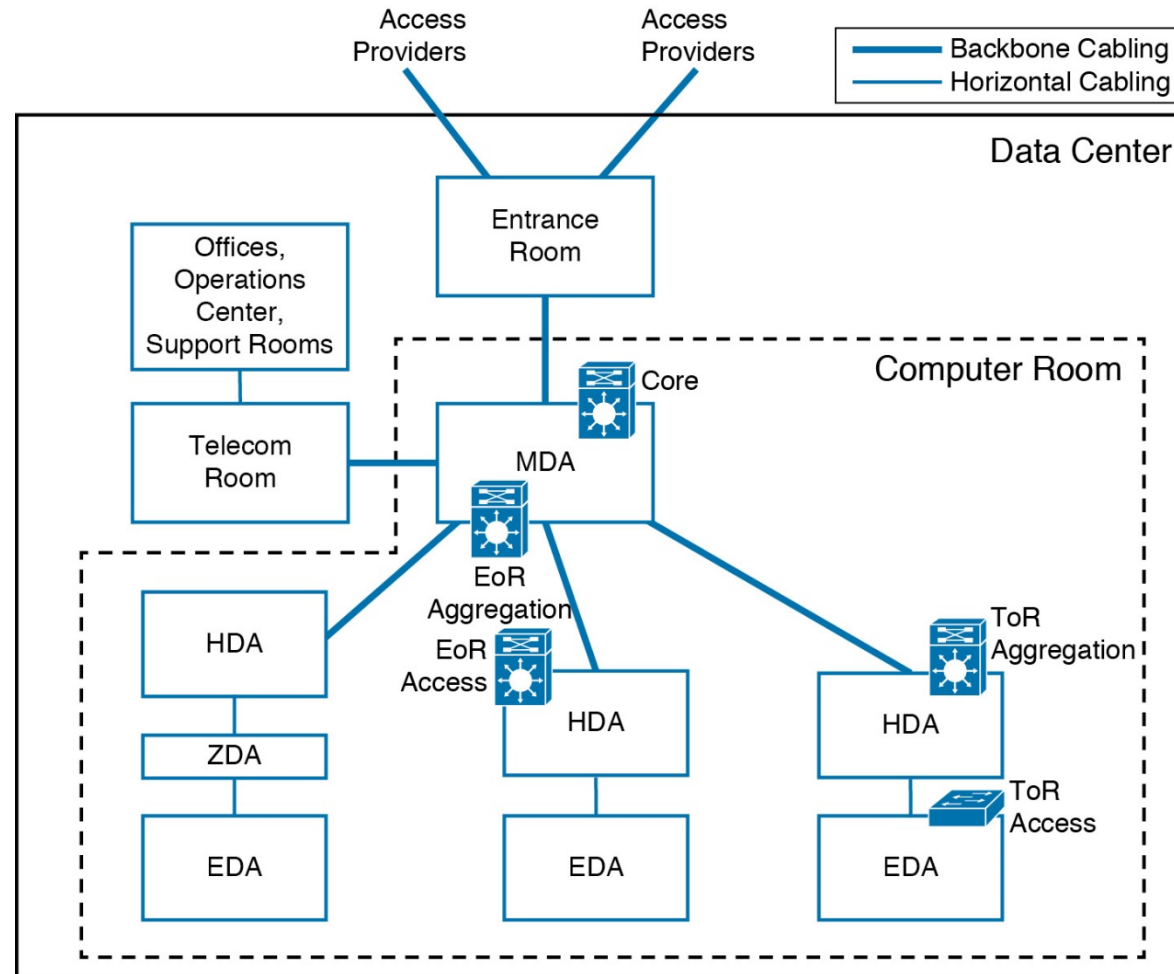 Access
Providers
Access
Providers
Backbone Cabling
Horizontal Cabling
Data Center
Entrance
Room
Offices,
Operations
Center,
Support Rooms
Computer Room
Core
Telecom
Room
MDA
EoR
Aggregation
HDA
EoR
Access
ToR
Aggregation
HDA
HDA
ZDA
ToR
Access
EDA
EDA
EDA